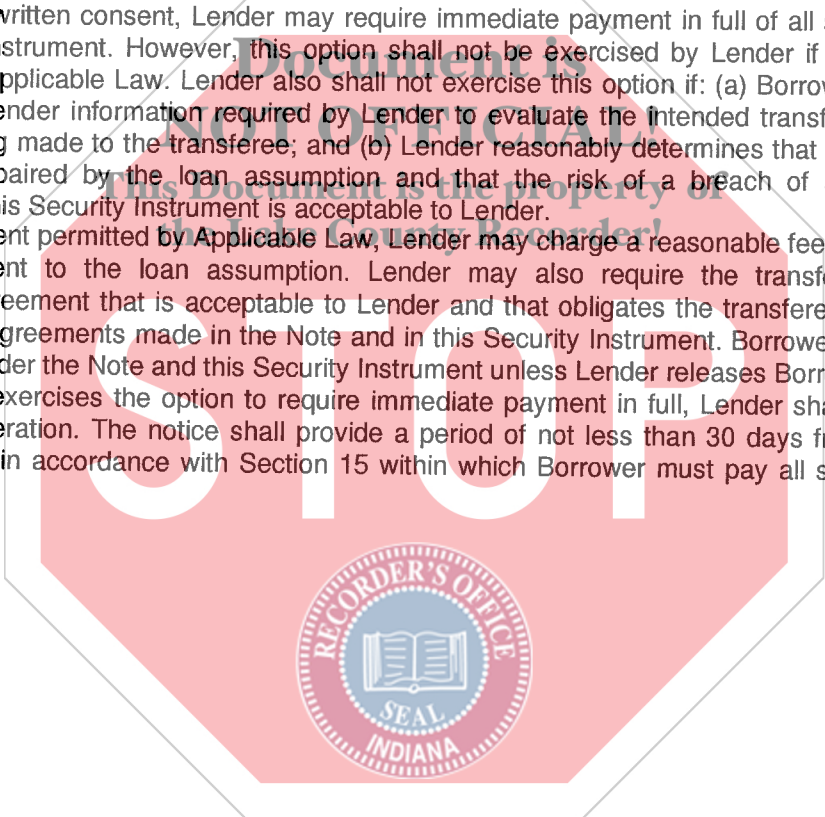 written consent, Lender may require immediate payment in full of all
strument. However, this option shall not be exercised by Lender if
pplicable Law. Lender also shall not exercise this option if: (a) Borrow
ender information required by Lender to evaluate the intended transf
g made to the transferee; and (b) Lender reasonably determines that
paired by the loan assumption and that the risk of a breach of
is Security Instrument is acceptable to Lender.
ent permitted by Applicable Law, Lender may charge a reasonable fee
ent to the loan assumption. Lender may also require the transf
eement that is acceptable to Lender and that obligates the transfere
greements made in the Note and in this Security Instrument. Borrowe
der the Note and this Security Instrument unless Lender releases Borr
exercises the option to require immediate payment in full, Lender sha
eration. The notice shall provide a period of not less than 30 days fr
in accordance with Section 15 within which Borrower must pay all s
Document is
NOT OFFICIAL!
This Document is the property of
the Lake County Recorder!
STOP
RECORDER'S OFFICE
SEAL
INDIANA